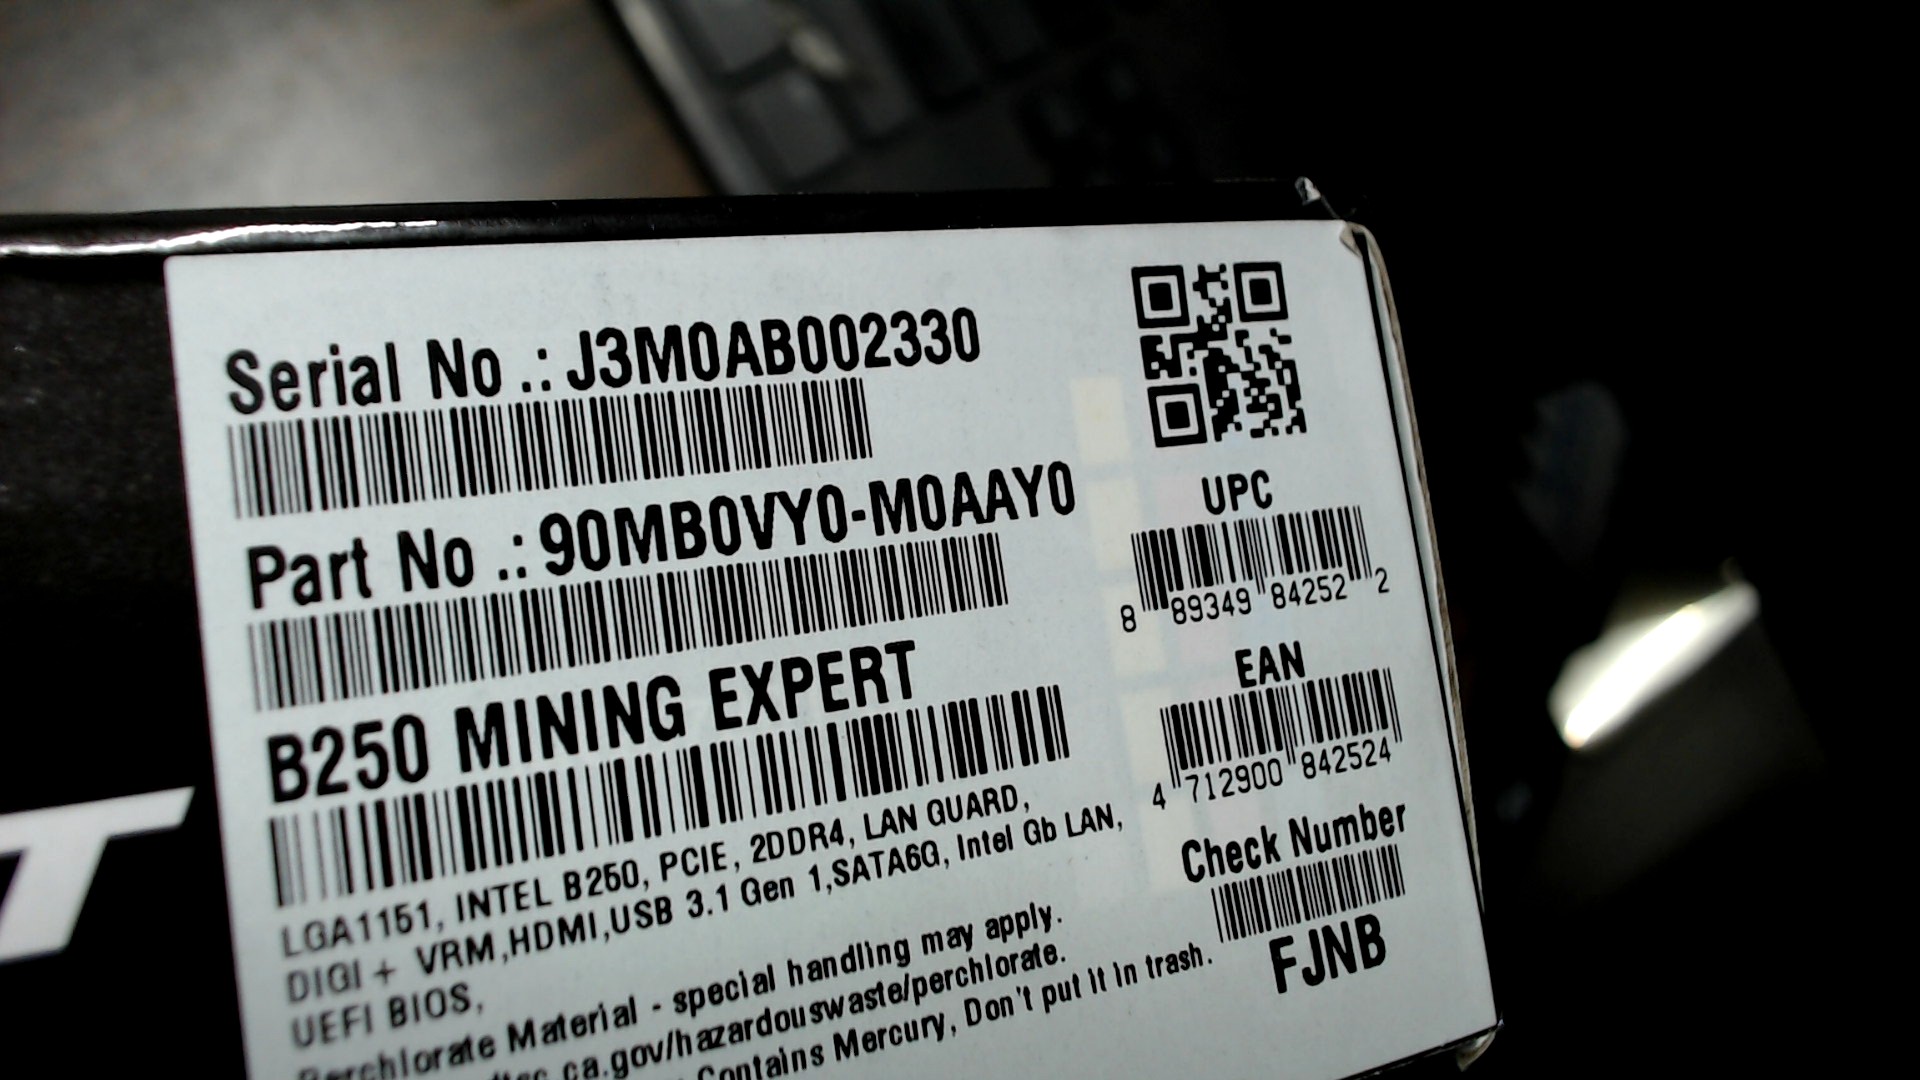 Serial No .: J3M0AB002330
Part No .: 90MB0VY0-M0AAY0
B250 MINING EXPERT
LGA1151, INTEL B250, PCIE, 2DDR4, LAN GUARD,
DIGI+ VRM,HDMI,USB 3.1 Gen 1,SATA6G, Intel Gb LAN,
UEFI BIOS,
Perchlorate Material - special handling may apply.
ca.gov/hazardouswaste/perchlorate.
Contains Mercury, Don't put it in trash.
UPC
8 89349 84252 2
EAN
4 712900 842524
Check Number
FJNB
T